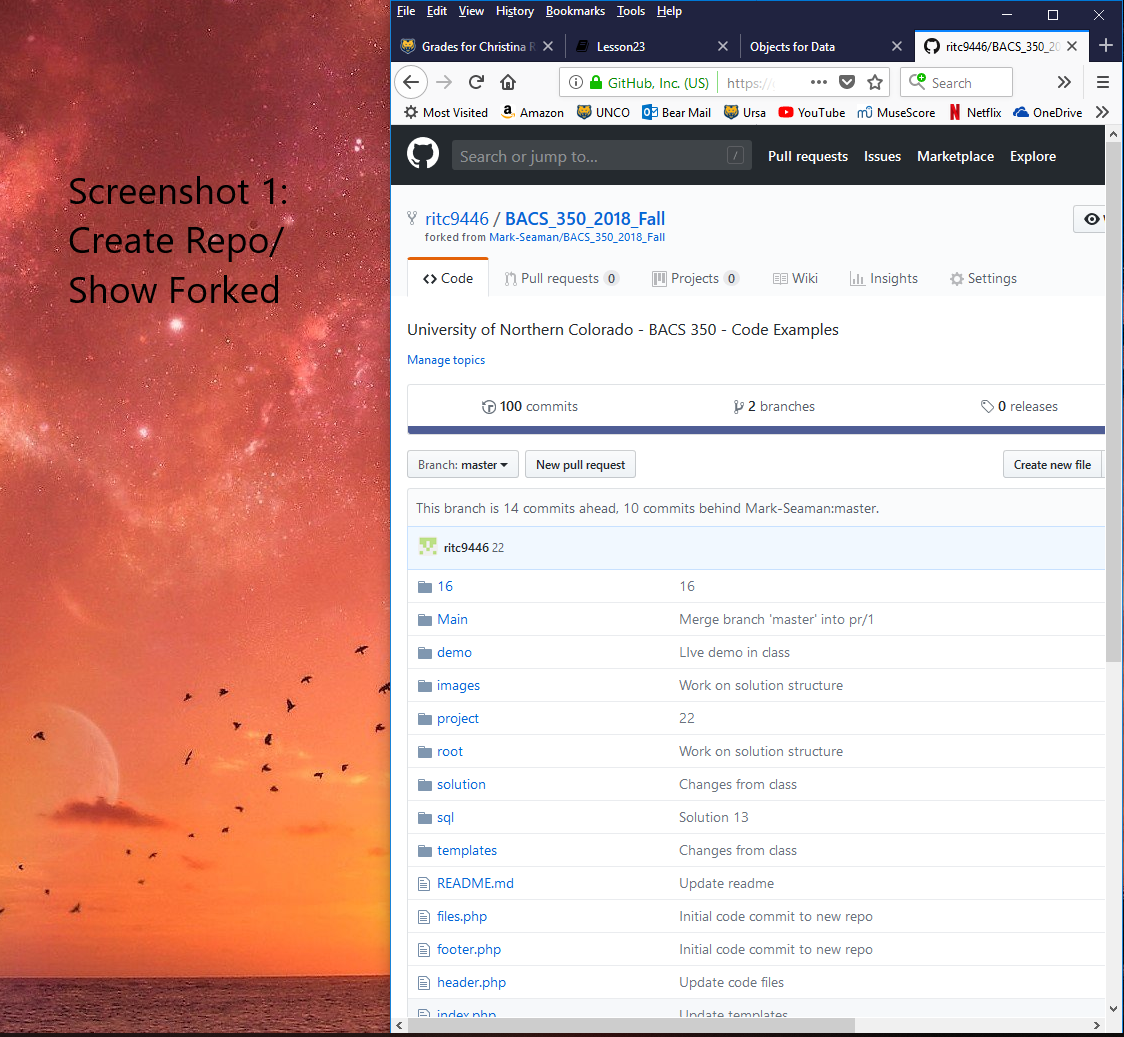 Screenshot 1:
Create Repo/
Show Forked
File Edit View History Bookmarks Tools Help
Grades for Christina Lesson23 Objects for Data ritc9446/BACS_350_20
GitHub, Inc. (US) https:// Search
Most Visited Amazon UNCO Bear Mail Ursa YouTube MuseScore Netflix OneDrive
Search or jump to... / Pull requests Issues Marketplace Explore
ritc9446 / BACS_350_2018_Fall
forked from Mark-Seaman/BACS_350_2018_Fall
Code Pull requests 0 Projects 0 Wiki Insights Settings
University of Northern Colorado - BACS 350 - Code Examples
Manage topics
100 commits 2 branches 0 releases
Branch: master New pull request Create new file
This branch is 14 commits ahead, 10 commits behind Mark-Seaman:master.
ritc9446 22
16 16
Main Merge branch 'master' into pr/1
demo LIve demo in class
images Work on solution structure
project 22
root Work on solution structure
solution Changes from class
sql Solution 13
templates Changes from class
README.md Update readme
files.php Initial code commit to new repo
footer.php Initial code commit to new repo
header.php Update code files
index.php Update templates